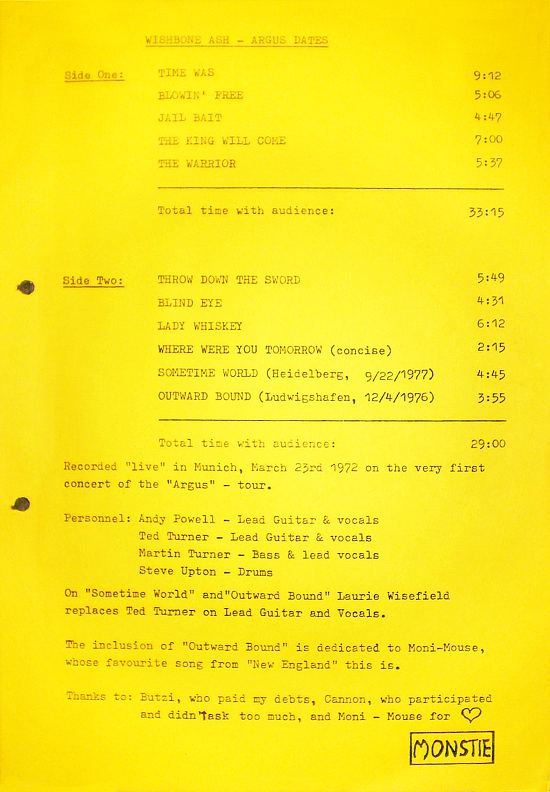 WISHBONE ASH - ARGUS DATES
Side One: TIME WAS 9:12
BLOWIN' FREE 5:06
JAIL BAIT 4:47
THE KING WILL COME 7:00
THE WARRIOR 5:37
Total time with audience: 33:15
Side Two: THROW DOWN THE SWORD 5:49
BLIND EYE 4:31
LADY WHISKEY 6:12
WHERE WERE YOU TOMORROW (concise) 2:15
SOMETIME WORLD (Heidelberg, 9/22/1977) 4:45
OUTWARD BOUND (Ludwigshafen, 12/4/1976) 3:55
Total time with audience: 29:00
Recorded "live" in Munich, March 23rd 1972 on the very first
concert of the "Argus" - tour.
Personnel: Andy Powell - Lead Guitar & vocals
Ted Turner - Lead Guitar & vocals
Martin Turner - Bass & lead vocals
Steve Upton - Drums
On "Sometime World" and"Outward Bound" Laurie Wisefield
replaces Ted Turner on Lead Guitar and Vocals.
The inclusion of "Outward Bound" is dedicated to Moni-Mouse,
whose favourite song from "New England" this is.
Thanks to: Butzi, who paid my debts, Cannon, who participated
and didn't ask too much, and Moni - Mouse for ♡
MONSTIE